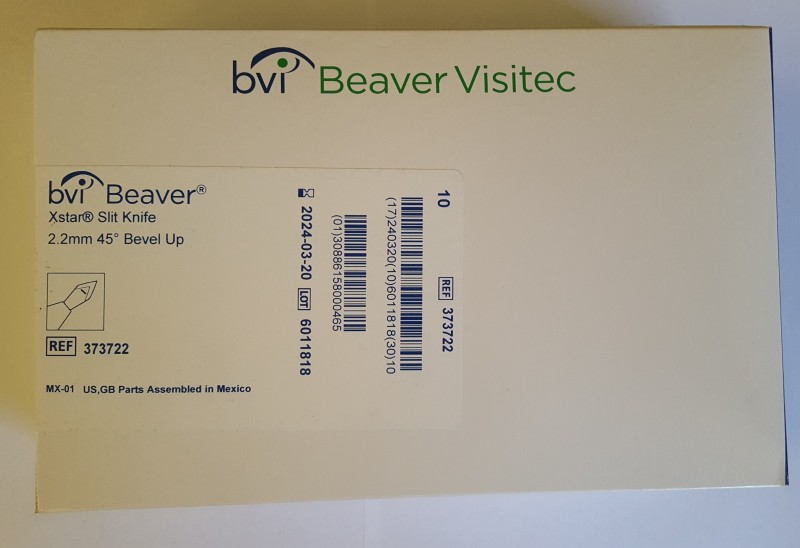 bvi Beaver Visitec
bvi Beaver®
Xstar® Slit Knife
2.2mm 45° Bevel Up
REF 373722
MX-01 US,GB Parts Assembled in Mexico
10
(17)240320(10)6011818(30)10
REF 373722
(01)30886158000465
2024-03-20 LOT 6011818